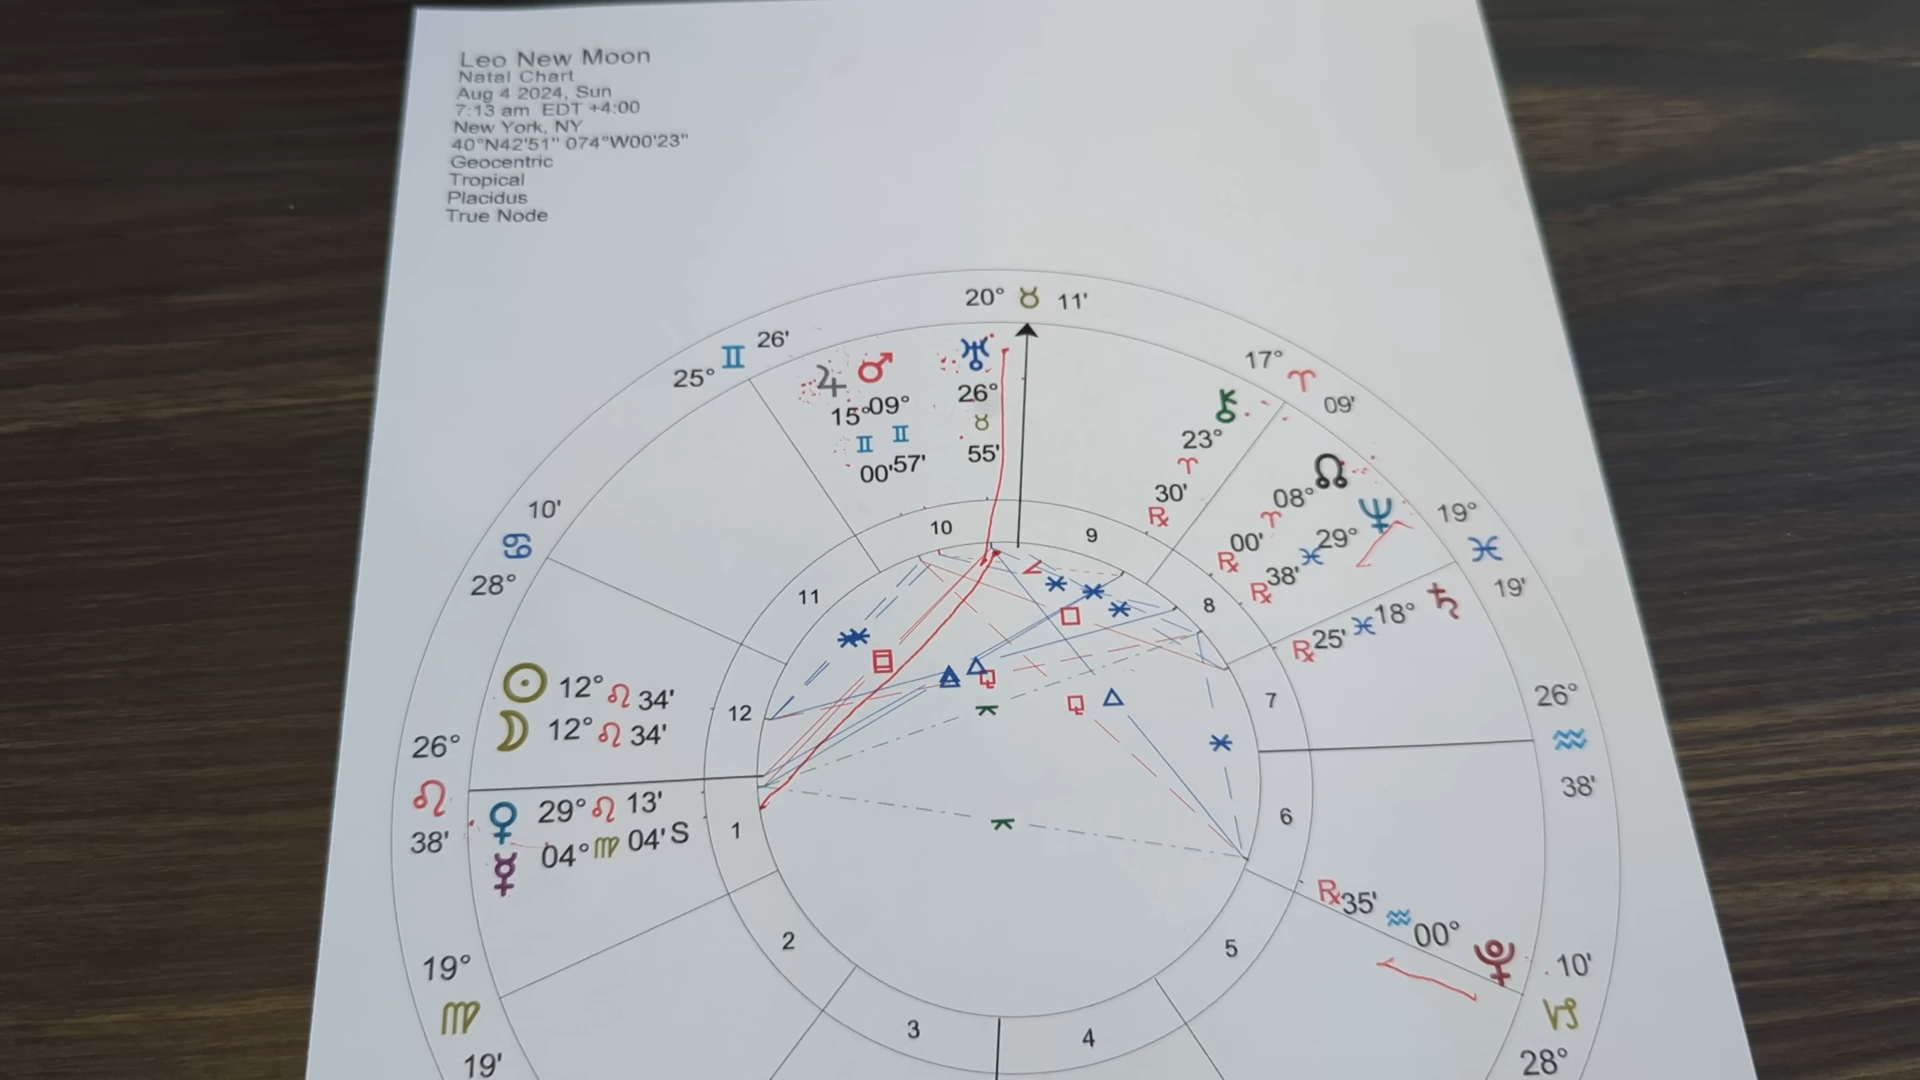 Leo New Moon
Natal Chart
Aug 4 2024, Sun
7:13 am EDT +4:00
New York, NY
40°N42'51" 074°W00'23"
Geocentric
Tropical
Placidus
True Node
20° ♉ 11'
25° ♊ 26'
17° ♈ 09'
10' ♋ 28°
19° ♓ 19'
26° ♌ 38'
26° ♒ 38'
19° ♍ 19'
10' ♑ 28°
♃ 15° ♊ 00'
♂ 09° ♊ 57'
♅ 26° ♉ 55'
⚷ 23° ♈ 30' ℞
☊ 08° ♈ 00' ℞
♆ 29° ♓ 38' ℞
♄ 18° ♓ 25' ℞
☉ 12° ♌ 34'
☽ 12° ♌ 34'
♀ 29° ♌ 13'
☿ 04° ♍ 04' S
♇ 00° ♒ 35' ℞
10
9
11
8
12
7
1
6
2
5
3
4